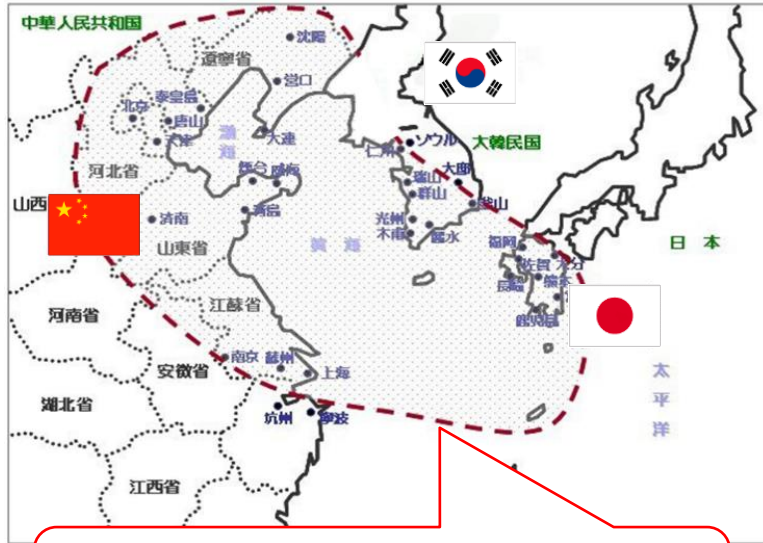 中華人民共和国
瀋陽
遼寧省
営口
秦皇島
北京
唐山
天津
渤海
大連
ソウル
仁川
大韓民国
大邱
河北省
煙台
瑞山
群山
釜山
山西
済南
青島
光州
木甫
麗水
山東省
黄海
福岡
日本
佐賀
大分
長崎
熊本
鹿児島
江蘇省
河南省
南京
蘇州
上海
安徽省
太平洋
湖北省
杭州
寧波
江西省